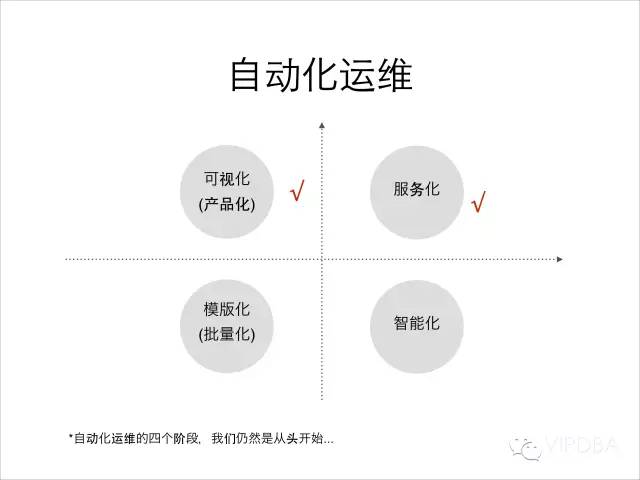 自动化运维
可视化
(产品化)
√
服务化
√
模版化
(批量化)
智能化
*自动化运维的四个阶段，我们仍然是从头开始...
VIPDBA